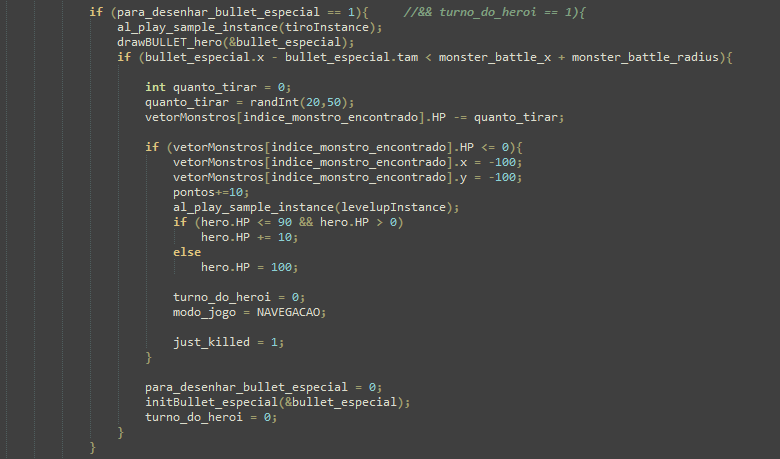 if (para_desenhar_bullet_especial == 1){     //&& turno_do_heroi == 1){
    al_play_sample_instance(tiroInstance);
    drawBULLET_hero(&bullet_especial);
    if (bullet_especial.x - bullet_especial.tam < monster_battle_x + monster_battle_radius){

        int quanto_tirar = 0;
        quanto_tirar = randInt(20,50);
        vetorMonstros[indice_monstro_encontrado].HP -= quanto_tirar;

        if (vetorMonstros[indice_monstro_encontrado].HP <= 0){
            vetorMonstros[indice_monstro_encontrado].x = -100;
            vetorMonstros[indice_monstro_encontrado].y = -100;
            pontos+=10;
            al_play_sample_instance(levelupInstance);
            if (hero.HP <= 90 && hero.HP > 0)
                hero.HP += 10;
            else
                hero.HP = 100;

            turno_do_heroi = 0;
            modo_jogo = NAVEGACAO;

            just_killed = 1;
        }

        para_desenhar_bullet_especial = 0;
        initBullet_especial(&bullet_especial);
        turno_do_heroi = 0;
    }
}